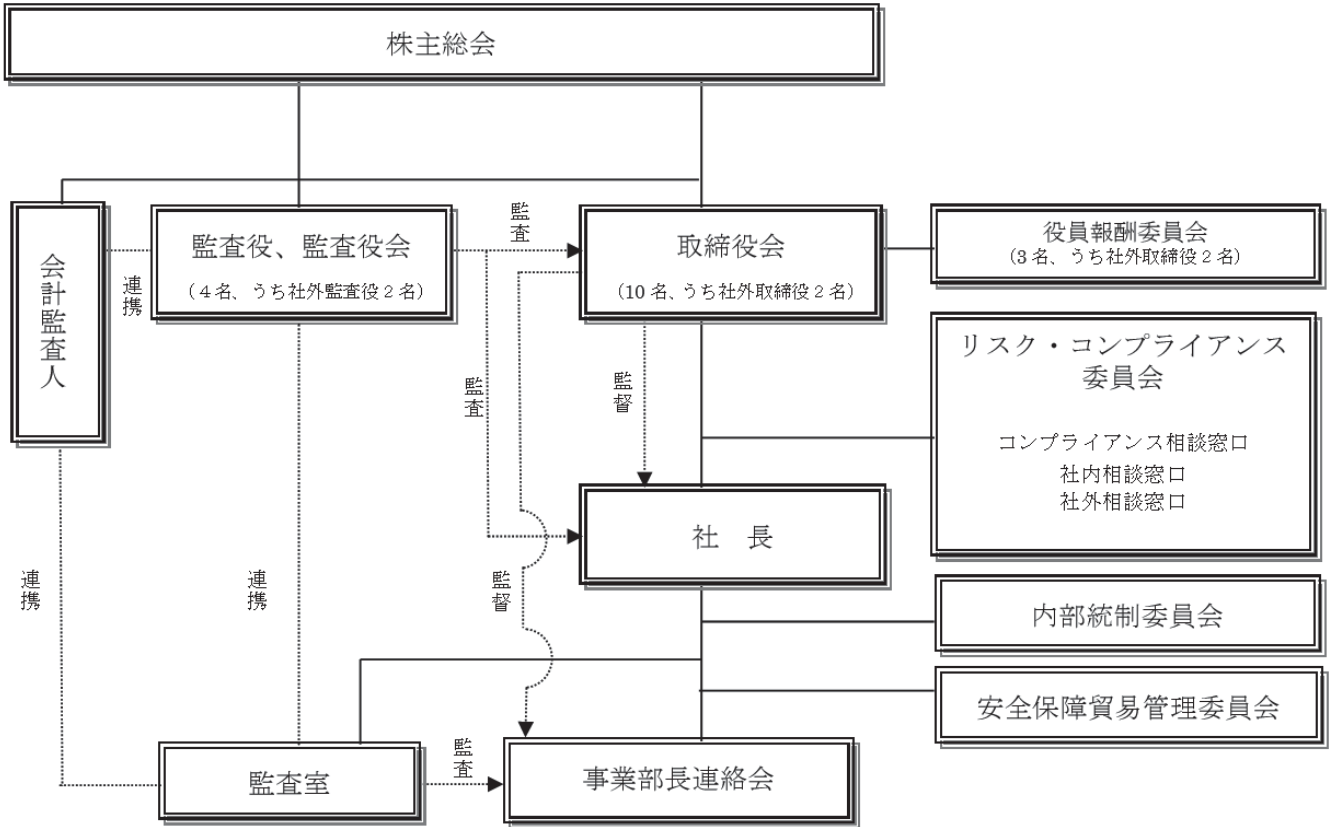 株主総会
会計監査人
連携
監査役、監査役会
（４名、うち社外監査役２名）
監査
取締役会
（10名、うち社外取締役２名）
役員報酬委員会
（3名、うち社外取締役２名）
リスク・コンプライアンス
委員会
コンプライアンス相談窓口
社内相談窓口
社外相談窓口
監査
監督
社　長
連携
連携
監督
内部統制委員会
安全保障貿易管理委員会
監査室
監査
事業部長連絡会